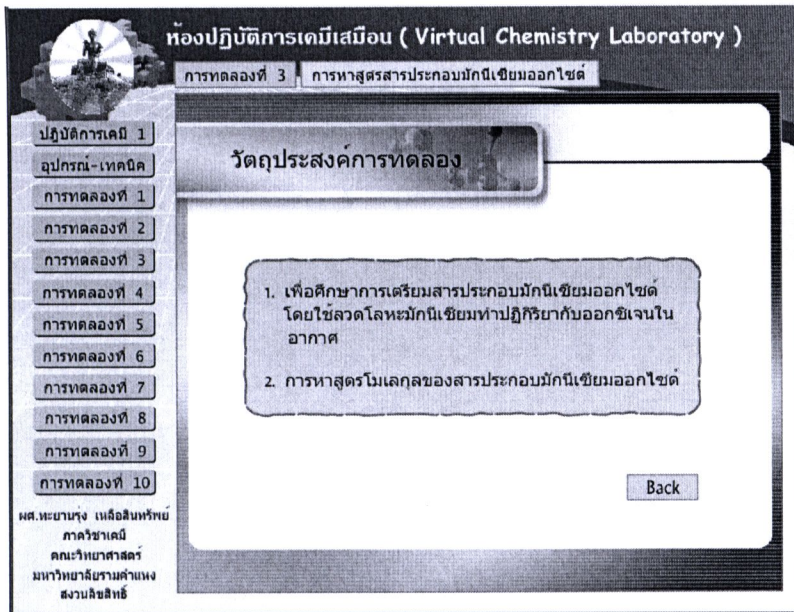 ห้องปฏิบัติการเคมีเสมือน ( Virtual Chemistry Laboratory )
การทดลองที่ 3 การหาสูตรสารประกอบมักนีเซียมออกไซด์
ปฏิบัติการเคมี 1
อุปกรณ์-เทคนิค
การทดลองที่ 1
การทดลองที่ 2
การทดลองที่ 3
การทดลองที่ 4
การทดลองที่ 5
การทดลองที่ 6
การทดลองที่ 7
การทดลองที่ 8
การทดลองที่ 9
การทดลองที่ 10
ผศ.ทะยานรุ่ง เหลือสินทรัพย์
ภาควิชาเคมี
คณะวิทยาศาสตร์
มหาวิทยาลัยรามคำแหง
สงวนลิขสิทธิ์
วัตถุประสงค์การทดลอง
1. เพื่อศึกษาการเตรียมสารประกอบมักนีเซียมออกไซด์
โดยใช้ลวดโลหะมักนีเซียมทำปฏิกิริยากับออกซิเจนใน
อากาศ
2. การหาสูตรโมเลกุลของสารประกอบมักนีเซียมออกไซด์
Back